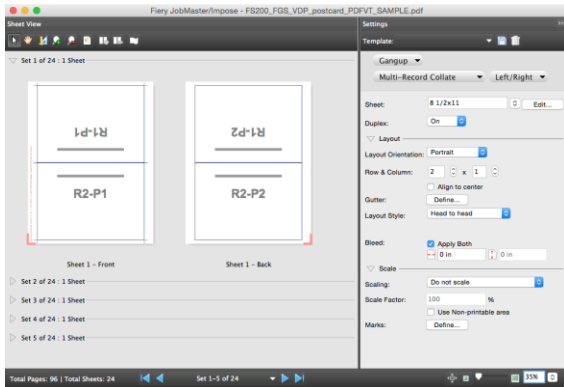 Fiery JobMaster/Impose - FS200_FGS_VDP_postcard_PDFVT_SAMPLE.pdf
Sheet View
Set 1 of 24 : 1 Sheet
R1-P1
R2-P1
Sheet 1 - Front
R1-P2
R2-P2
Sheet 1 - Back
Set 2 of 24 : 1 Sheet
Set 3 of 24 : 1 Sheet
Set 4 of 24 : 1 Sheet
Set 5 of 24 : 1 Sheet
Total Pages: 96 | Total Sheets: 24
Set 1-5 of 24
Settings
Template:
Gangup
Multi-Record Collate
Left/Right
Sheet: 8 1/2x11 Edit...
Duplex: On
Layout
Layout Orientation: Portrait
Row & Column: 2 x 1
Align to center
Gutter: Define...
Layout Style: Head to head
Bleed: Apply Both
0 in 0 in
Scale
Scaling: Do not scale
Scale Factor: 100 %
Use Non-printable area
Marks: Define...
35%